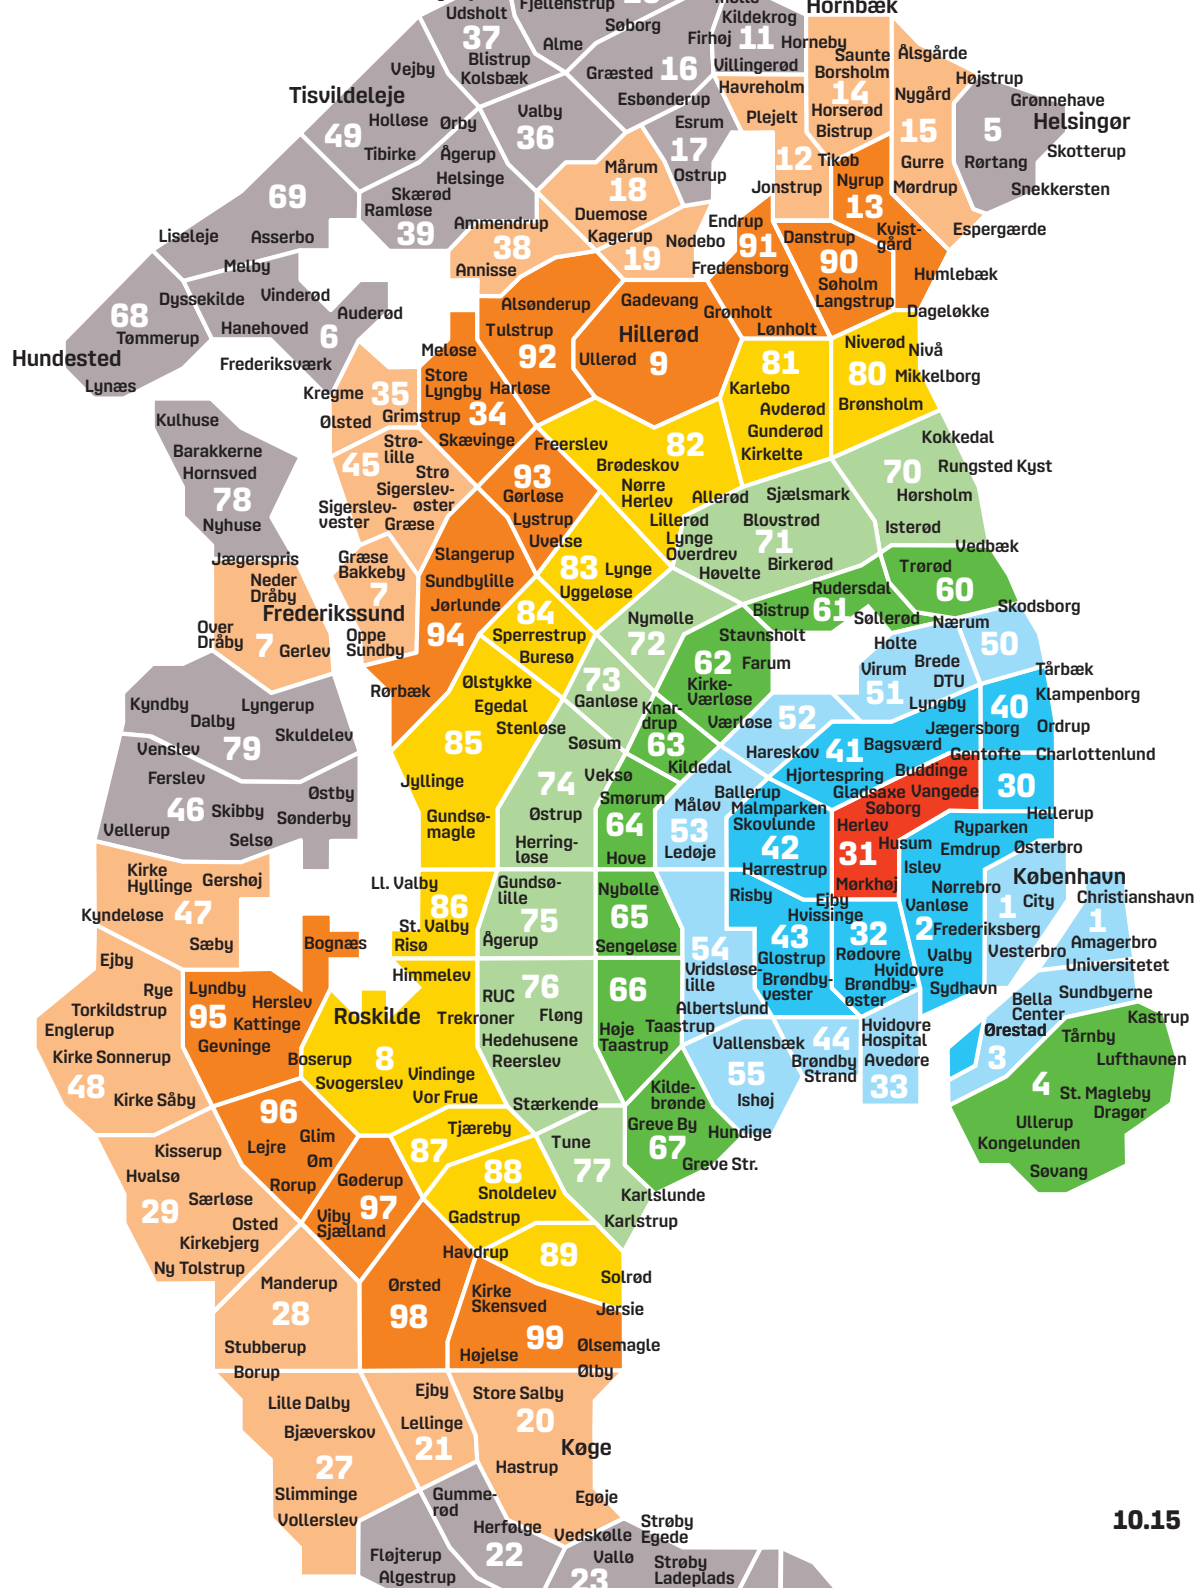 Hornbæk
Udsholt
Fjellenstrup
37
Blistrup
Kolsbæk
Alme
Søborg
Græsted
16
Esbønderup
Kildekrog
Firhøj
11
Horneby
Villingerød
Havreholm
Plejelt
12
Jonstrup
Saunte
Borsholm
14
Horserød
Bistrup
Ålsgårde
Nygård
15
Gurre
Mørdrup
Højstrup
Grønnehave
5
Helsingør
Rørtang
Skotterup
Snekkersten
Espergærde
Vejby
Tisvildeleje
Holløse
Ørby
49
Tibirke
Valby
36
Esrum
17
Ostrup
Ågerup
Helsinge
Skærød
Ramløse
39
Mårum
18
Duemose
Kagerup
19
Nødebo
Ammendrup
38
Annisse
Tikøb
Nyrup
13
Kvist-
gård
Humlebæk
Endrup
91
Fredensborg
Grønholt
Lønholt
Danstrup
90
Søholm
Langstrup
Dageløkke
69
Liseleje
Asserbo
Melby
Dyssekilde
Vinderød
68
Tømmerup
Hundested
Lynæs
Hanehoved
6
Auderød
Frederiksværk
Alsønderup
Tulstrup
92
Harløse
Gadevang
Hillerød
Ullerød
9
Meløse
Store
Lyngby
34
Skævinge
Kregme
35
Ølsted
Grimstrup
81
Karlebo
Avderød
Gunderød
Kirkelte
Niverød
Nivå
80
Mikkelborg
Brønsholm
Kulhuse
Barakkerne
Hornsved
78
Nyhuse
Strø-
lille
45
Strø
Sigerslev-
øster
Sigerslev-
vester
Græse
Freerslev
82
Brødeskov
Nørre
Herlev
Allerød
Lillerød
Lynge
Overdrev
93
Gørløse
Lystrup
Uvelse
Kokkedal
70
Rungsted Kyst
Hørsholm
Isterød
Sjælsmark
Blovstrød
71
Birkerød
Høvelte
Vedbæk
Trørød
60
Jægerspris
Neder
Dråby
Frederikssund
Over
Dråby
7
Gerlev
Græse
Bakkeby
7
Oppe
Sundby
Slangerup
Sundbylille
Jørlunde
94
Rørbæk
83
Lynge
Uggeløse
84
Sperrestrup
Buresø
Nymølle
72
Rudersdal
Bistrup
61
Søllerød
Nærum
Skodsborg
50
Tårbæk
Stavnsholt
62
Farum
Kirke-
Værløse
Holte
Virum
Brede
DTU
51
Lyngby
73
Ganløse
Knar-
drup
63
Kildedal
Værløse
52
Hareskov
Klampenborg
40
Ordrup
Jægersborg
Gentofte
Charlottenlund
41
Bagsværd
Hjortespring
Buddinge
Gladsaxe
Vangede
Søborg
Herlev
31
Mørkhøj
30
Hellerup
Kyndby
Lyngerup
Dalby
Skuldelev
79
Venslev
Ferslev
46
Skibby
Østby
Sønderby
Vellerup
Selsø
Ølstykke
Egedal
Stenløse
85
Jyllinge
Gundsø-
magle
Søsum
74
Veksø
Østrup
Herring-
løse
Smørum
64
Hove
Måløv
53
Ledøje
Ballerup
Malmparken
Skovlunde
42
Harrestrup
Ryparken
Husum
Emdrup
Østerbro
Islev
Nørrebro
København
Vanløse
1
City
Christianshavn
1
2
Frederiksberg
Vesterbro
Valby
Sydhavn
Amagerbro
Universitetet
Kirke
Hyllinge
Gershøj
Kyndeløse
47
Sæby
Ll. Valby
86
St. Valby
Risø
Gundsø-
lille
75
Ågerup
Nybølle
65
Sengeløse
Risby
Ejby
Hvissinge
43
Glostrup
Brøndby-
vester
32
Rødovre
Hvidovre
Brøndby-
øster
54
Vridsløse-
lille
Albertslund
Ejby
Rye
Torkildstrup
Englerup
Kirke Sonnerup
48
Kirke Såby
Bognæs
Lyndby
Herslev
95
Kattinge
Gevninge
Himmelev
Roskilde
Trekroner
Boserup
8
Svogerslev
Vindinge
Vor Frue
RUC
76
Fløng
Hedehusene
Reerslev
Stærkende
66
Høje
Taastrup
Taastrup
Vallensbæk
44
Brøndby
Strand
55
Ishøj
Hvidovre
Hospital
Avedøre
33
Bella
Center
Sundbyerne
Ørestad
3
Kastrup
Tårnby
Lufthavnen
4
St. Magleby
Dragør
Ullerup
Kongelunden
Søvang
Kilde-
brønde
Greve By
Hundige
67
Greve Str.
96
Glim
Lejre
Øm
Rorup
Tjæreby
87
88
Snoldelev
Gadstrup
Tune
77
Karlslunde
Karlstrup
Kisserup
Hvalsø
Særløse
29
Osted
Kirkebjerg
Ny Tolstrup
Gøderup
97
Viby
Sjælland
Havdrup
89
Solrød
Manderup
28
Stubberup
Borup
Ørsted
98
Kirke
Skensved
Jersie
99
Ølsemagle
Højelse
Ølby
Lille Dalby
Bjæverskov
27
Slimminge
Vollerslev
Ejby
Lellinge
21
Store Salby
20
Køge
Hastrup
Egøje
Gumme-
rød
Herfølge
22
Vedskølle
Strøby
Egede
Vallø
23
Strøby
Ladeplads
Fløjterup
Algestrup
10.15